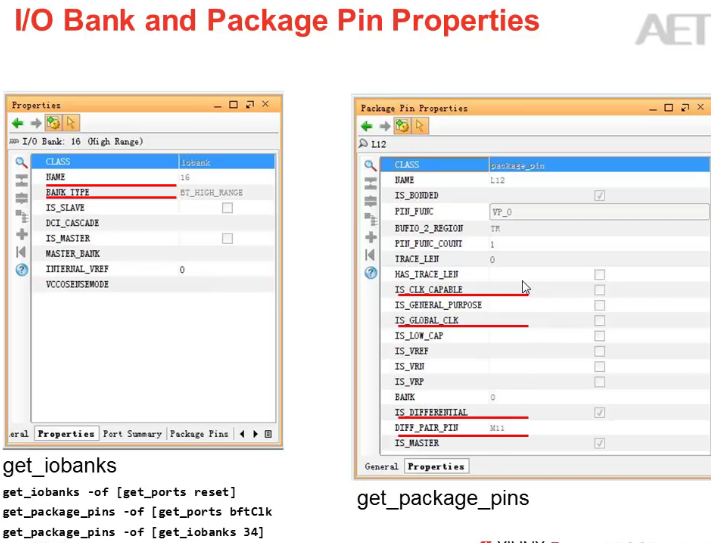 I/O Bank and Package Pin Properties
AET
Properties
I/O Bank: 16 (High Range)
CLASS iobank
NAME 16
BANK_TYPE BT_HIGH_RANGE
IS_SLAVE
DCI_CASCADE
IS_MASTER
MASTER_BANK
INTERNAL_VREF 0
VCCOSENSEMODE
eral Properties Port Summary Package Pins
get_iobanks
get_iobanks -of [get_ports reset]
get_package_pins -of [get_ports bftClk
get_package_pins -of [get_iobanks 34]
Package Pin Properties
L12
CLASS package_pin
NAME L12
IS_BONDED
PIN_FUNC VP_0
BUFIO_2_REGION TR
PIN_FUNC_COUNT 1
TRACE_LEN 0
HAS_TRACE_LEN
IS_CLK_CAPABLE
IS_GENERAL_PURPOSE
IS_GLOBAL_CLK
IS_LOW_CAP
IS_VREF
IS_VRN
IS_VRP
BANK 0
IS_DIFFERENTIAL
DIFF_PAIR_PIN M11
IS_MASTER
General Properties
get_package_pins